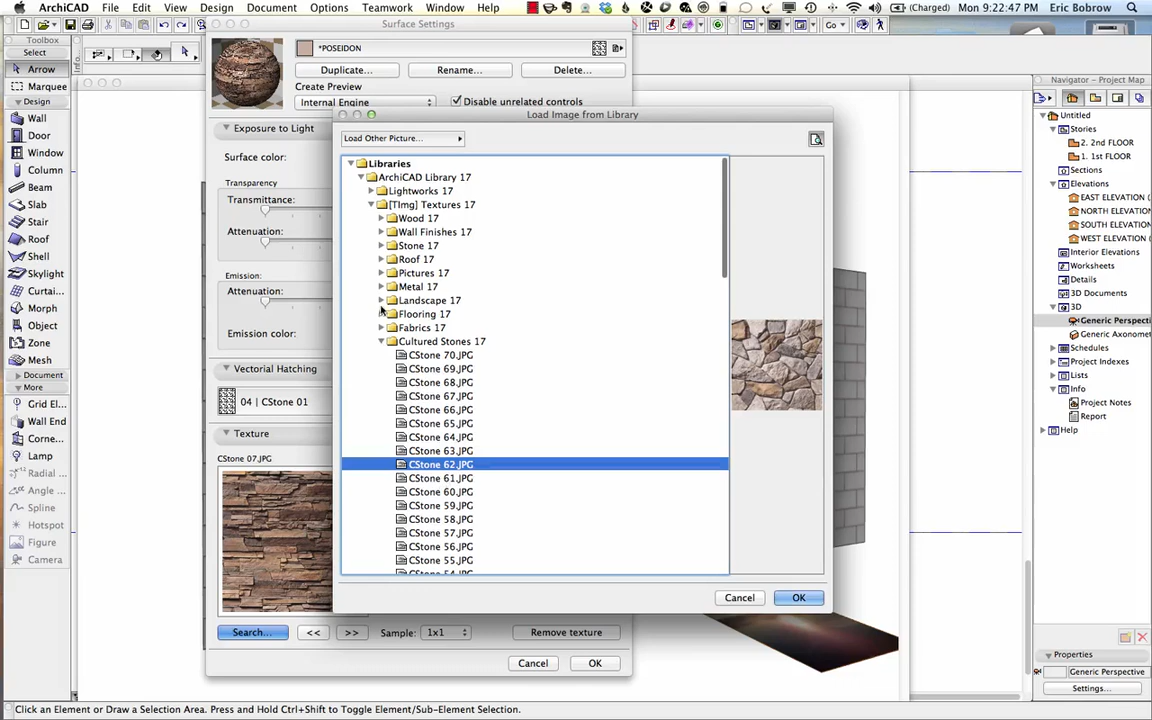 ArchiCAD File Edit View Design Document Options Teamwork Window Help (Charged) Mon 9:22:47 PM Eric Bobrow
Toolbox
Select
Arrow
Marquee
Design
Wall
Door
Window
Column
Beam
Slab
Stair
Roof
Shell
Skylight
Curtai...
Morph
Object
Zone
Mesh
Document
More
Grid El...
Wall End
Corne...
Lamp
Radial ...
Angle ...
Spline
Hotspot
Figure
Camera
Surface Settings
*POSEIDON
Duplicate...
Rename...
Delete...
Create Preview
Internal Engine
Disable unrelated controls
Exposure to Light
Surface color:
Transparency
Transmittance:
Attenuation:
Emission:
Attenuation:
Emission color:
Vectorial Hatching
04 | CStone 01
Texture
CStone 07.JPG
Search...
<<
>>
Sample: 1x1
Remove texture
Cancel
OK
Load Image from Library
Load Other Picture...
Libraries
ArchiCAD Library 17
Lightworks 17
[TImg] Textures 17
Wood 17
Wall Finishes 17
Stone 17
Roof 17
Pictures 17
Metal 17
Landscape 17
Flooring 17
Fabrics 17
Cultured Stones 17
CStone 70.JPG
CStone 69.JPG
CStone 68.JPG
CStone 67.JPG
CStone 66.JPG
CStone 65.JPG
CStone 64.JPG
CStone 63.JPG
CStone 62.JPG
CStone 61.JPG
CStone 60.JPG
CStone 59.JPG
CStone 58.JPG
CStone 57.JPG
CStone 56.JPG
CStone 55.JPG
CStone 54.JPG
Cancel
OK
Go
Navigator - Project Map
Untitled
Stories
2. 2nd FLOOR
1. 1st FLOOR
Sections
Elevations
EAST ELEVATION
NORTH ELEVATION
SOUTH ELEVATION
WEST ELEVATION
Interior Elevations
Worksheets
Details
3D Documents
3D
Generic Perspecti
Generic Axonome
Schedules
Project Indexes
Lists
Info
Project Notes
Report
Help
Properties
Generic Perspective
Settings...
Click an Element or Draw a Selection Area. Press and Hold Ctrl+Shift to Toggle Element/Sub-Element Selection.